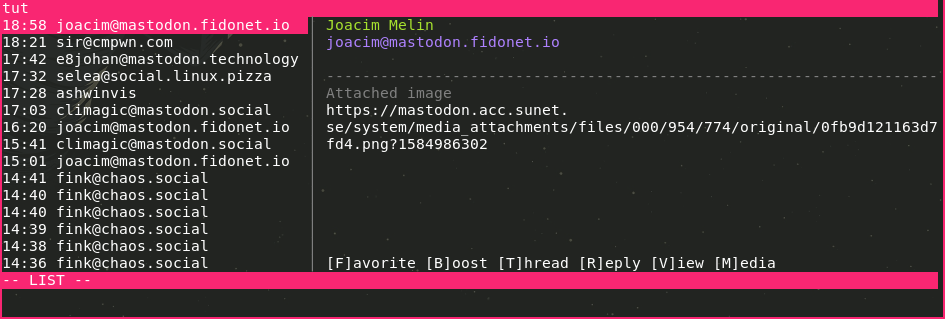 tut
18:58 joacim@mastodon.fidonet.io
18:21 sir@cmpwn.com
17:42 e8johan@mastodon.technology
17:32 selea@social.linux.pizza
17:28 ashwinvis
17:03 climagic@mastodon.social
16:20 joacim@mastodon.fidonet.io
15:41 climagic@mastodon.social
15:01 joacim@mastodon.fidonet.io
14:41 fink@chaos.social
14:40 fink@chaos.social
14:40 fink@chaos.social
14:39 fink@chaos.social
14:38 fink@chaos.social
14:36 fink@chaos.social
Joacim Melin
joacim@mastodon.fidonet.io
--------------------------------------------------------------------
Attached image
https://mastodon.acc.sunet.
se/system/media_attachments/files/000/954/774/original/0fb9d121163d7
fd4.png?1584986302
[F]avorite [B]oost [T]hread [R]eply [V]iew [M]edia
-- LIST --